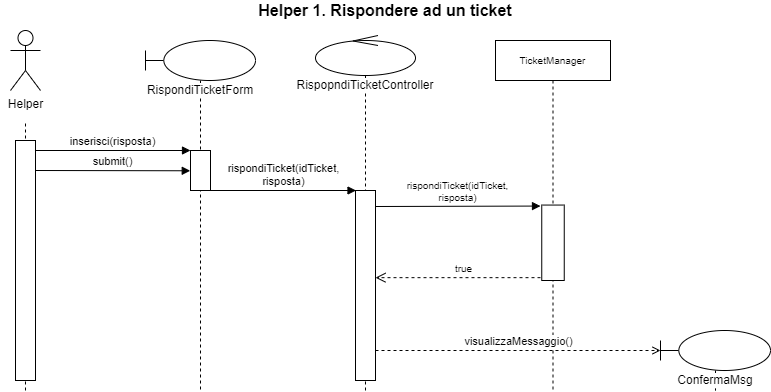 Helper 1. Rispondere ad un ticket
Helper
RispondiTicketForm
RispopndiTicketController
TicketManager
inserisci(risposta)
submit()
rispondiTicket(idTicket,
risposta)
rispondiTicket(idTicket,
risposta)
true
visualizzaMessaggio()
ConfermaMsg